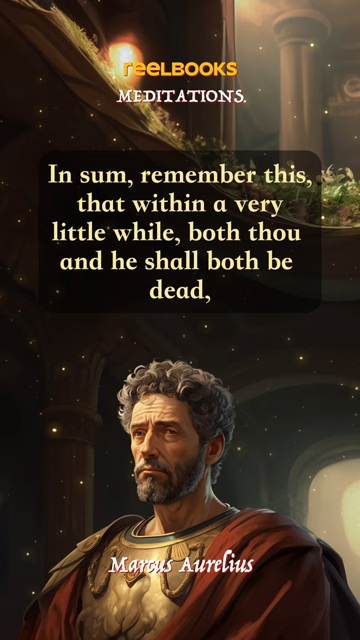 reelBOOKS
MEDITATIONS.
In sum, remember this,
that within a very
little while, both thou
and he shall both be
dead,
Marcus Aurelius